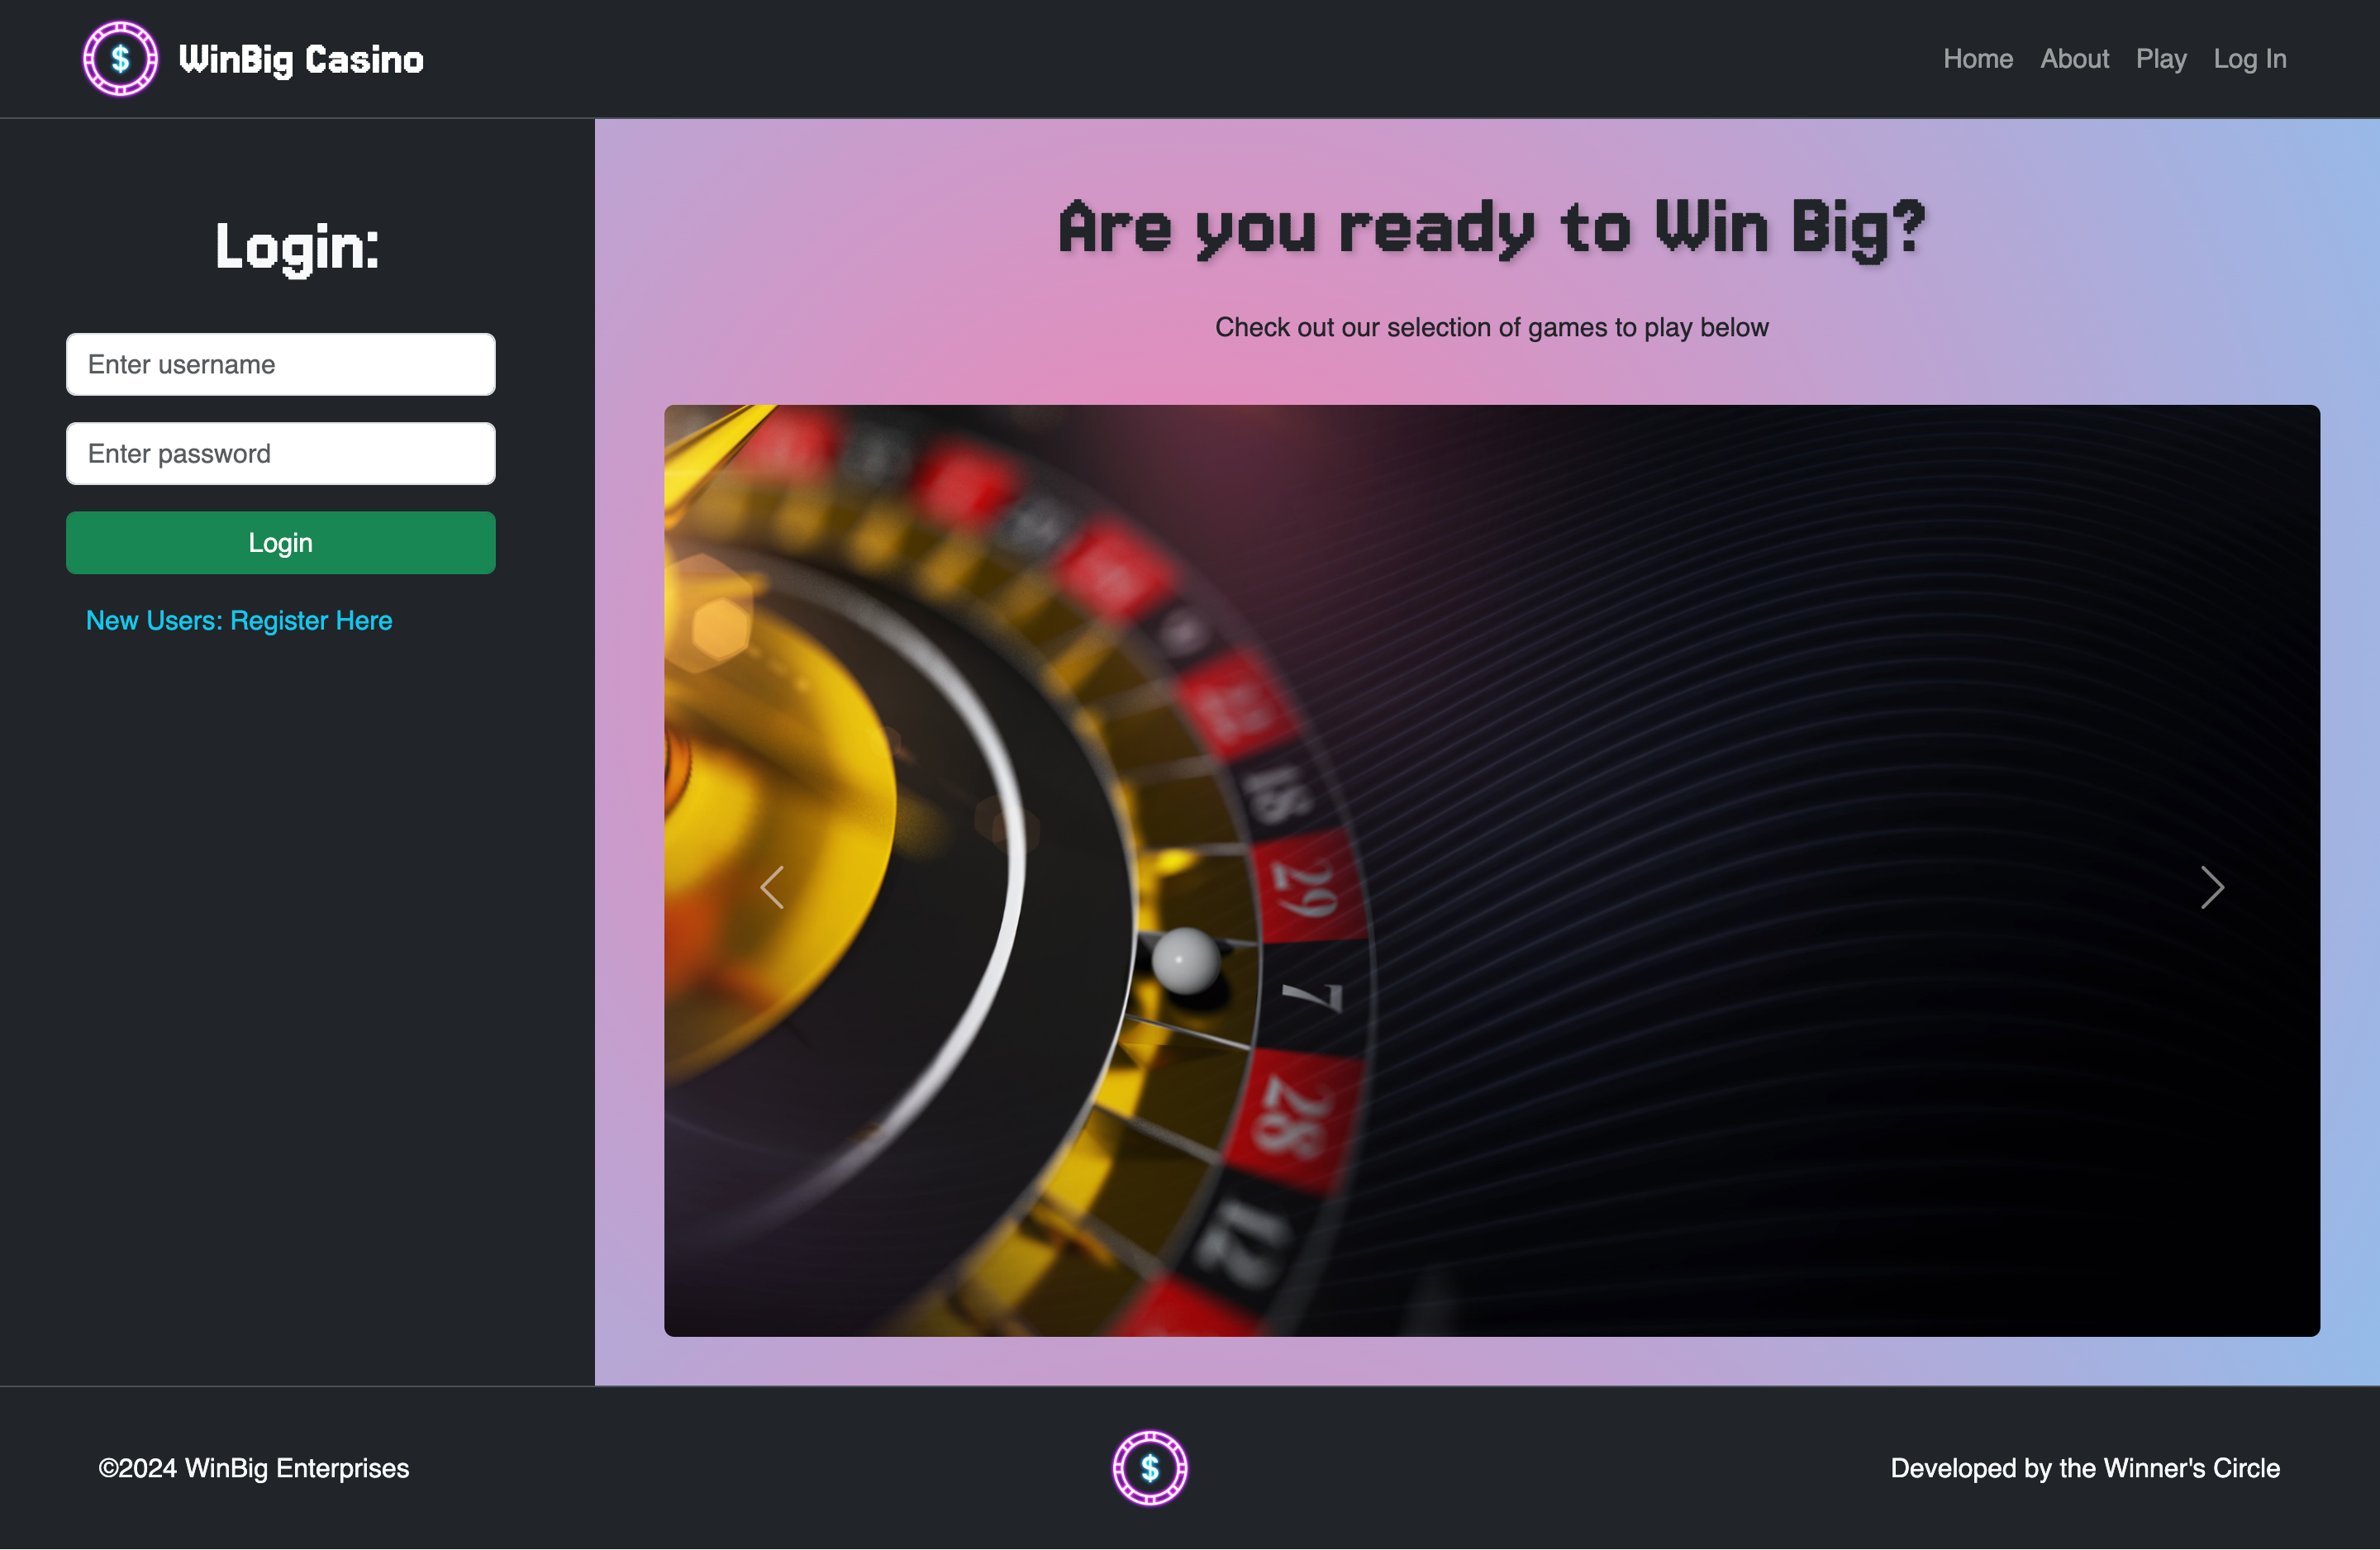 $
WinBig Casino
Home
About
Play
Log In
Login:
Enter username
Enter password
Login
New Users: Register Here
Are you ready to Win Big?
Check out our selection of games to play below
22
18
29
7
28
12
©2024 WinBig Enterprises
$
Developed by the Winner's Circle